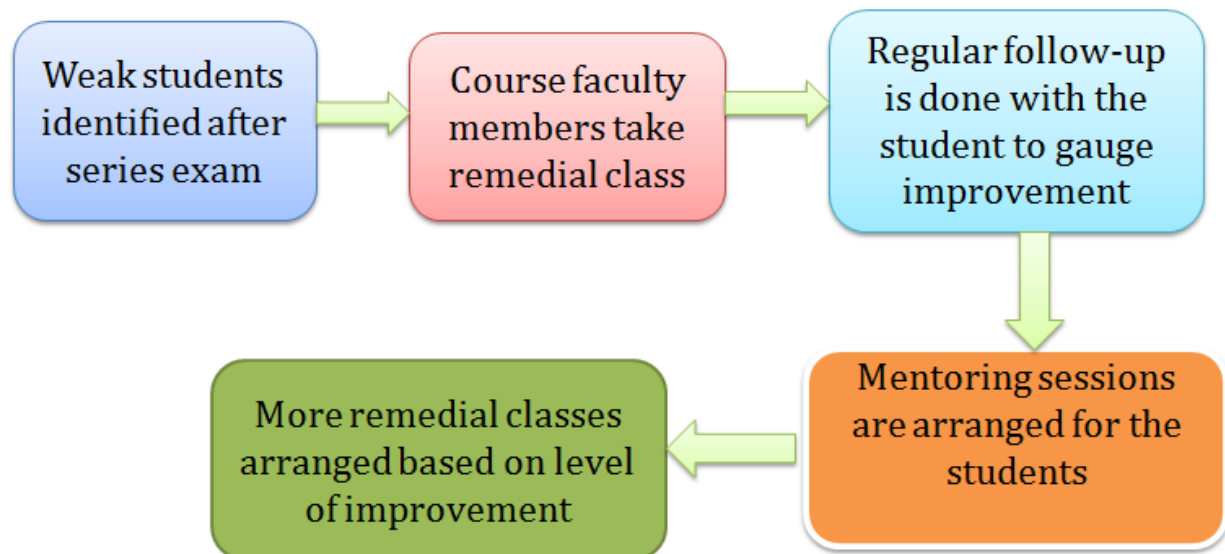 Weak students
identified after
series exam
Course faculty
members take
remedial class
Regular follow-up
is done with the
student to gauge
improvement
Mentoring sessions
are arranged for the
students
More remedial classes
arranged based on level
of improvement